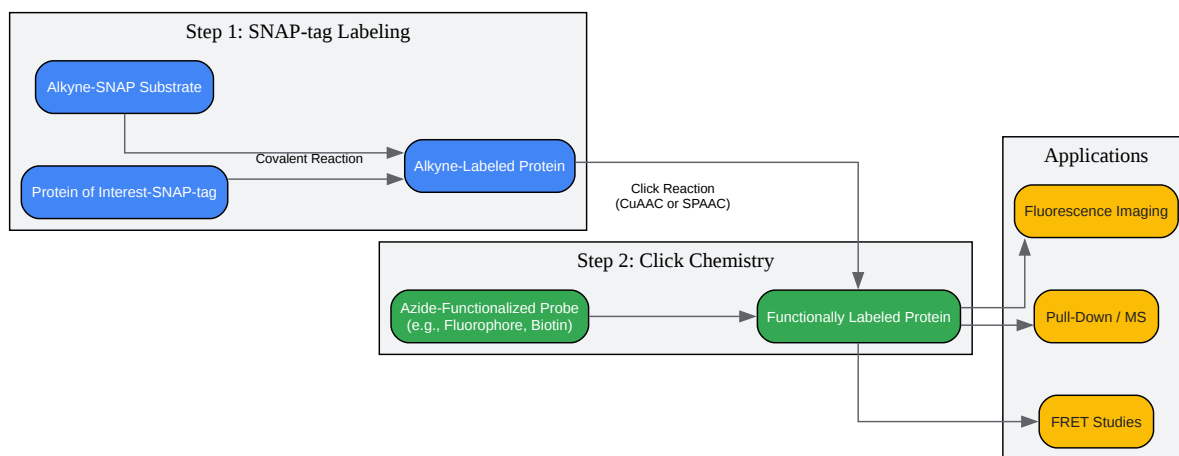 Step 1: SNAP-tag Labeling
Alkyne-SNAP Substrate
Covalent Reaction
Alkyne-Labeled Protein
Protein of Interest-SNAP-tag
Click Reaction
(CuAAC or SPAAC)
Step 2: Click Chemistry
Azide-Functionalized Probe
(e.g., Fluorophore, Biotin)
Functionally Labeled Protein
Applications
Fluorescence Imaging
Pull-Down / MS
FRET Studies